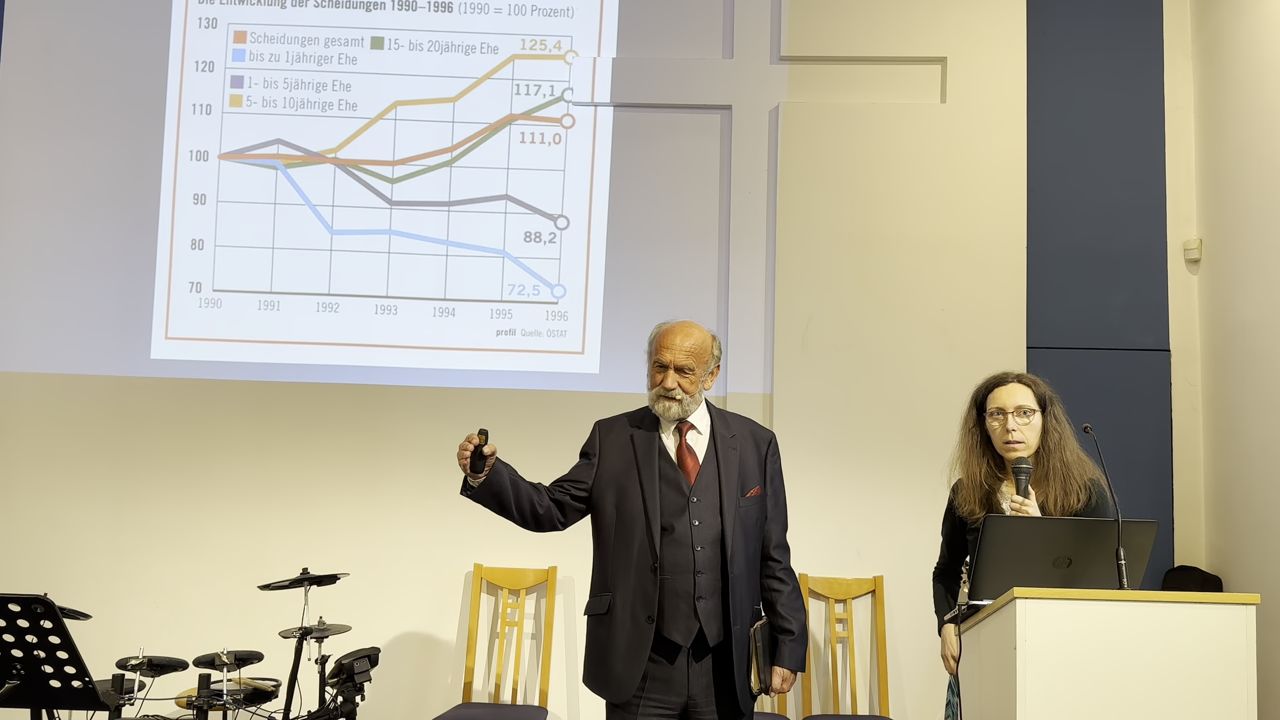 Die Entwicklung der Scheidungen 1990–1996 (1990 = 100 Prozent)
130
Scheidungen gesamt 15- bis 20jährige Ehe
bis zu 1jähriger Ehe
1- bis 5jährige Ehe
5- bis 10jährige Ehe
125,4
120
117,1
110
111,0
100
90
88,2
80
72,5
70
1990 1991 1992 1993 1994 1995 1996
profil Quelle: ÖSTAT
hp